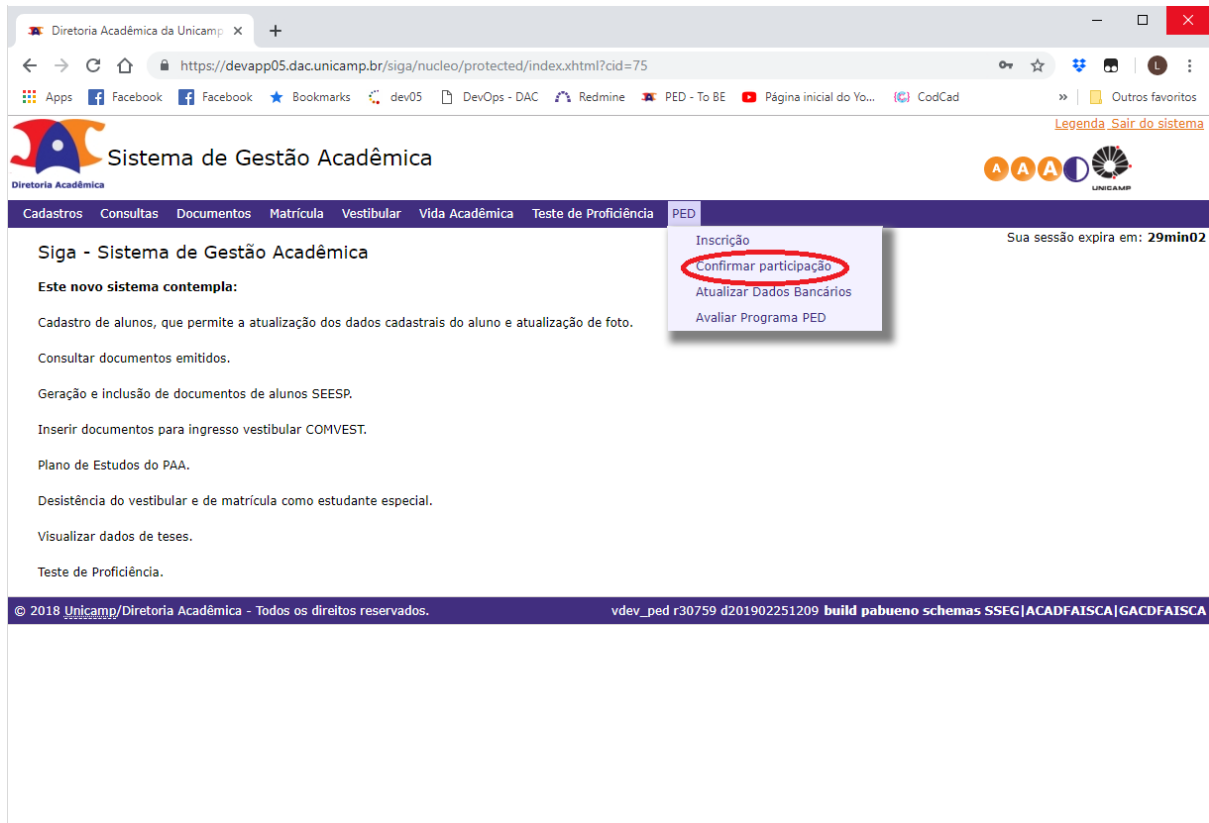 Diretoria Acadêmica da Unicamp
https://devapp05.dac.unicamp.br/siga/nucleo/protected/index.xhtml?cid=75
L
Apps Facebook Facebook Bookmarks dev05 DevOps - DAC Redmine PED - To BE Página inicial do Yo... CodCad » Outros favoritos
Legenda Sair do sistema
Sistema de Gestão Acadêmica
A A A
Diretoria Acadêmica
UNICAMP
Cadastros Consultas Documentos Matrícula Vestibular Vida Acadêmica Teste de Proficiência PED
Sua sessão expira em: 29min02
Inscrição
Confirmar participação
Atualizar Dados Bancários
Avaliar Programa PED
Siga - Sistema de Gestão Acadêmica
Este novo sistema contempla:
Cadastro de alunos, que permite a atualização dos dados cadastrais do aluno e atualização de foto.
Consultar documentos emitidos.
Geração e inclusão de documentos de alunos SEESP.
Inserir documentos para ingresso vestibular COMVEST.
Plano de Estudos do PAA.
Desistência do vestibular e de matrícula como estudante especial.
Visualizar dados de teses.
Teste de Proficiência.
© 2018 Unicamp/Diretoria Acadêmica - Todos os direitos reservados. vdev_ped r30759 d201902251209 build pabueno schemas SSEG|ACADFAISCA|GACDFAISCA